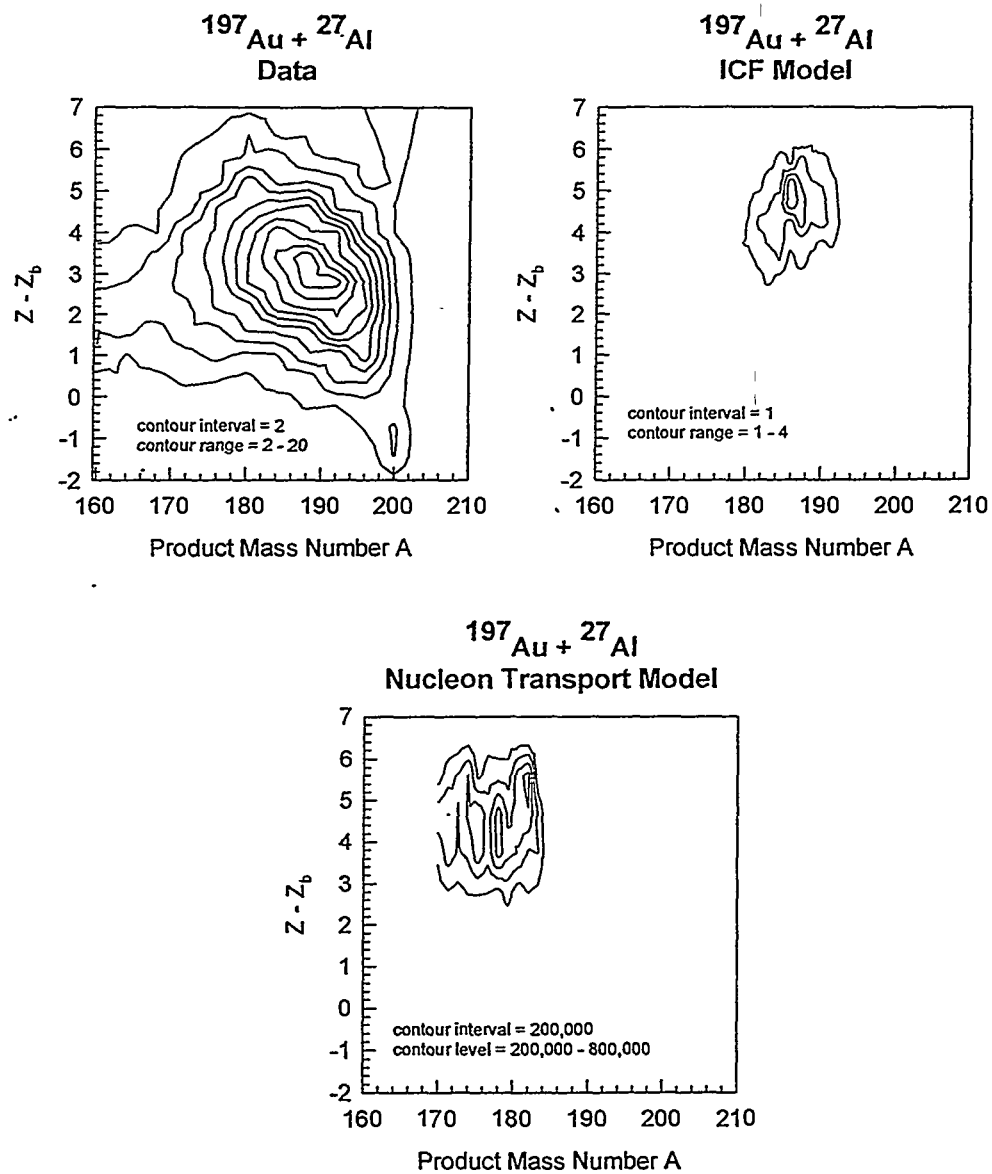 197Au + 27Al
Data
7
6
5
4
3
2
1
0
-1
-2
Z - Zb
contour interval = 2
contour range = 2 - 20
160 170 180 190 200 210
Product Mass Number A
197Au + 27Al
ICF Model
7
6
5
4
3
2
1
0
-1
-2
Z - Zb
contour interval = 1
contour range = 1 - 4
160 170 180 190 200 210
Product Mass Number A
197Au + 27Al
Nucleon Transport Model
7
6
5
4
3
2
1
0
-1
-2
Z - Zb
contour interval = 200,000
contour level = 200,000 - 800,000
160 170 180 190 200 210
Product Mass Number A